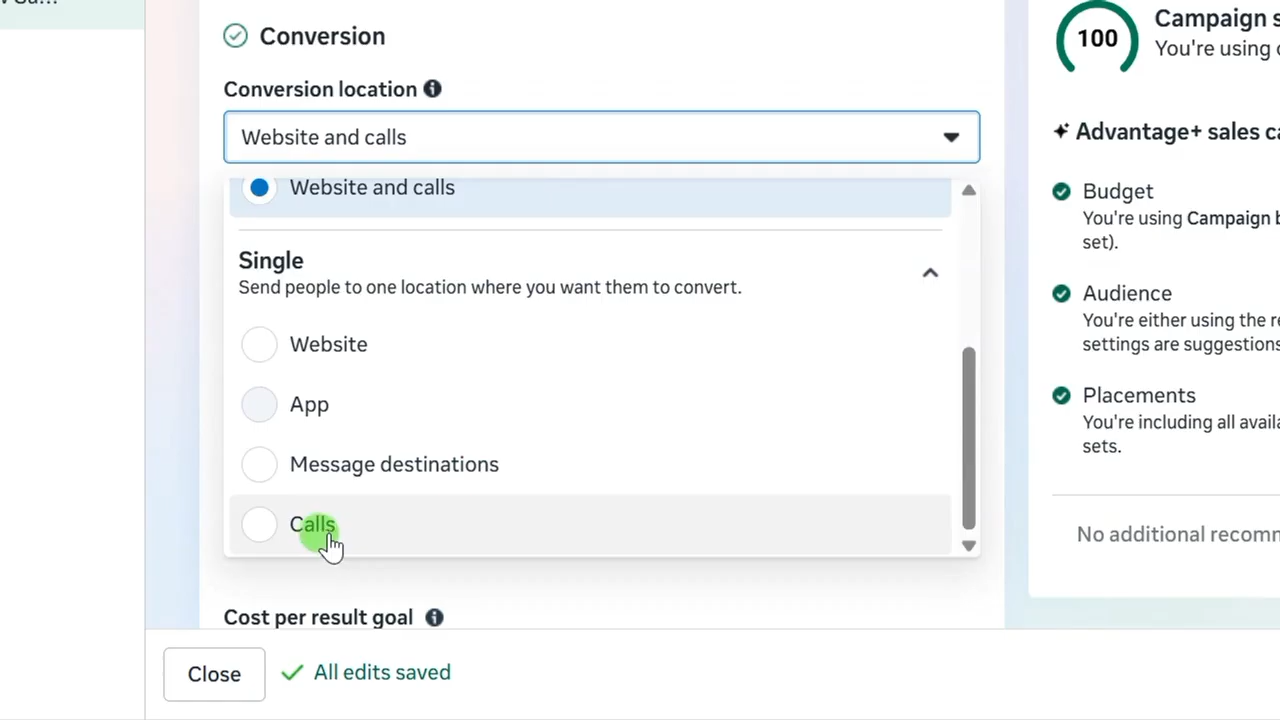 Conversion
Conversion location
Website and calls
Website and calls
Single
Send people to one location where you want them to convert.
Website
App
Message destinations
Calls
Cost per result goal
Close
All edits saved
100
Campaign s
You're using
Advantage+ sales ca
Budget
You're using Campaign b
set).
Audience
You're either using the re
settings are suggestions
Placements
You're including all availa
sets.
No additional recomm